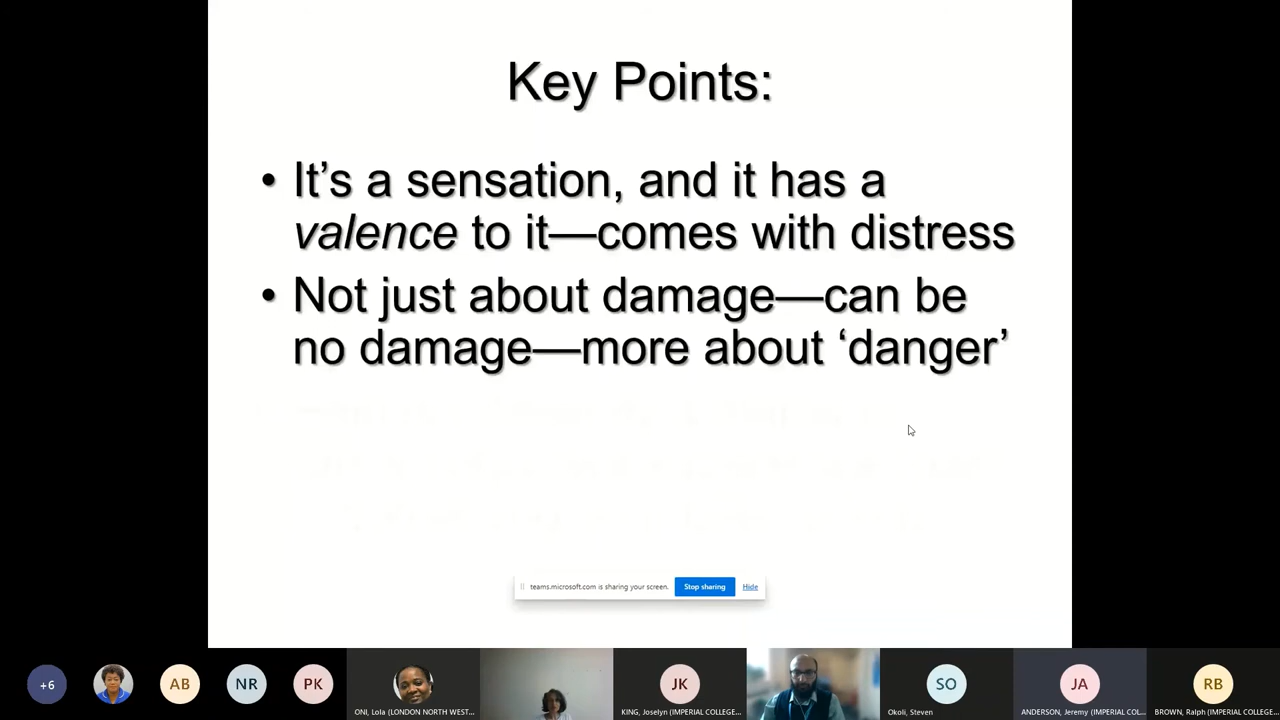 Key Points:
• It’s a sensation, and it has a
valence to it—comes with distress
• Not just about damage—can be
no damage—more about ‘danger’
teams.microsoft.com is sharing your screen. Stop sharing Hide
+6 AB NR PK JK SO JA RB
ONI, Lola (LONDON NORTH WEST... KING, Joselyn (IMPERIAL COLLEGE... Okoli, Steven ANDERSON, Jeremy (IMPERIAL COL... BROWN, Ralph (IMPERIAL COLLEGE...